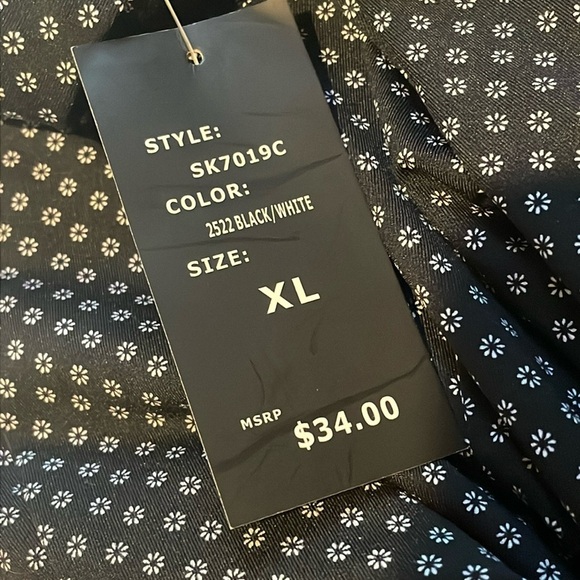 STYLE:
SK7019C
COLOR:
2522 BLACK/WHITE
SIZE:
XL
MSRP $34.00